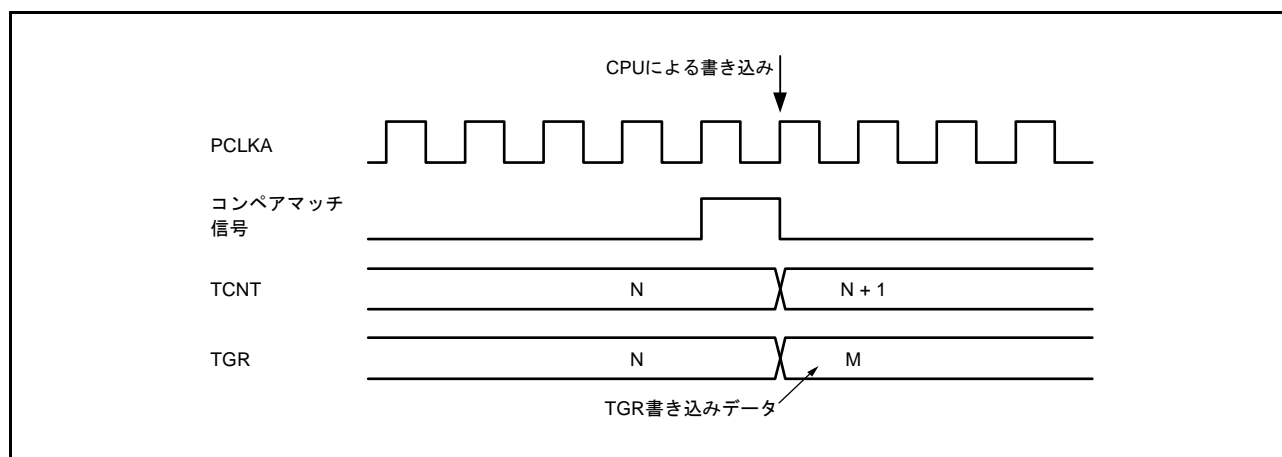 CPUによる書き込み
PCLKA
コンペアマッチ
信号
TCNT
N
N + 1
TGR
N
M
TGR書き込みデータ